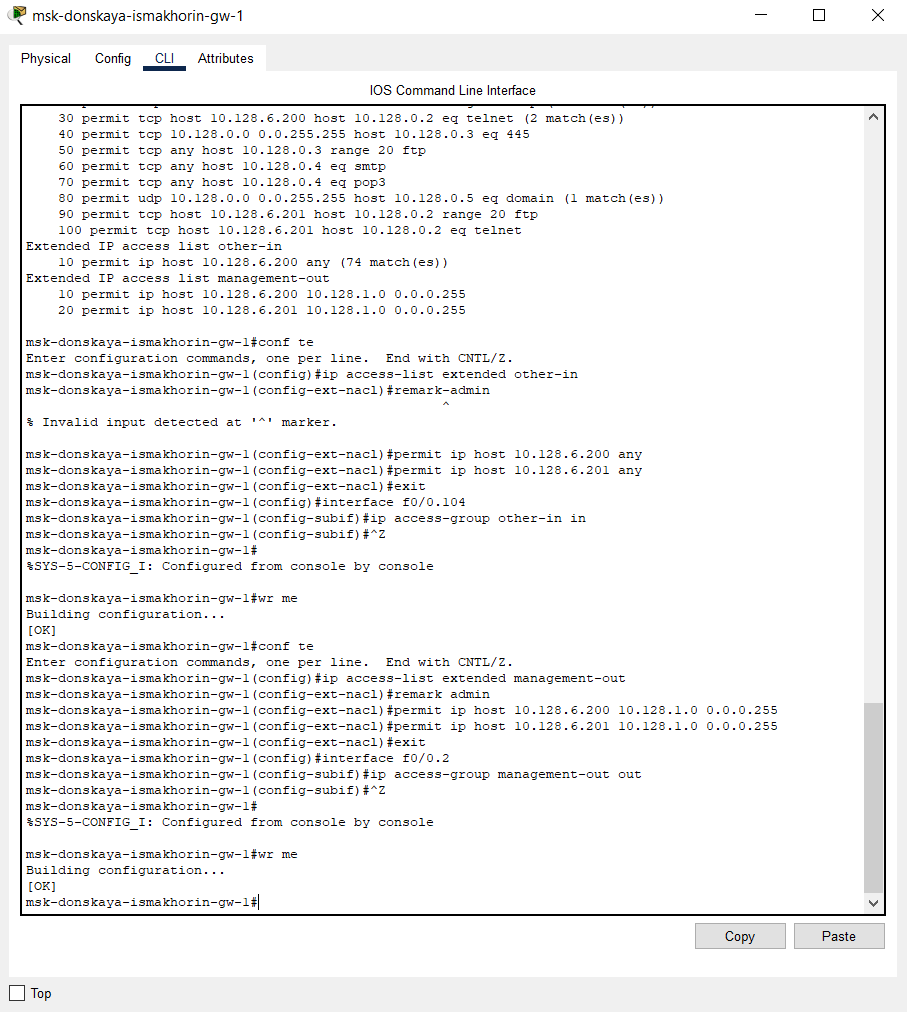 msk-donskaya-ismakhorin-gw-1
Physical Config CLI Attributes
IOS Command Line Interface
30 permit tcp host 10.128.6.200 host 10.128.0.2 eq telnet (2 match(es))
40 permit tcp 10.128.0.0 0.0.255.255 host 10.128.0.3 eq 445
50 permit tcp any host 10.128.0.3 range 20 ftp
60 permit tcp any host 10.128.0.4 eq smtp
70 permit tcp any host 10.128.0.4 eq pop3
80 permit udp 10.128.0.0 0.0.255.255 host 10.128.0.5 eq domain (1 match(es))
90 permit tcp host 10.128.6.201 host 10.128.0.2 range 20 ftp
100 permit tcp host 10.128.6.201 host 10.128.0.2 eq telnet
Extended IP access list other-in
10 permit ip host 10.128.6.200 any (74 match(es))
Extended IP access list management-out
10 permit ip host 10.128.6.200 10.128.1.0 0.0.0.255
20 permit ip host 10.128.6.201 10.128.1.0 0.0.0.255
msk-donskaya-ismakhorin-gw-1#conf te
Enter configuration commands, one per line. End with CNTL/Z.
msk-donskaya-ismakhorin-gw-1(config)#ip access-list extended other-in
msk-donskaya-ismakhorin-gw-1(config-ext-nacl)#remark-admin
^
% Invalid input detected at '^' marker.
msk-donskaya-ismakhorin-gw-1(config-ext-nacl)#permit ip host 10.128.6.200 any
msk-donskaya-ismakhorin-gw-1(config-ext-nacl)#permit ip host 10.128.6.201 any
msk-donskaya-ismakhorin-gw-1(config-ext-nacl)#exit
msk-donskaya-ismakhorin-gw-1(config)#interface f0/0.104
msk-donskaya-ismakhorin-gw-1(config-subif)#ip access-group other-in in
msk-donskaya-ismakhorin-gw-1(config-subif)#^Z
msk-donskaya-ismakhorin-gw-1#
%SYS-5-CONFIG_I: Configured from console by console
msk-donskaya-ismakhorin-gw-1#wr me
Building configuration...
[OK]
msk-donskaya-ismakhorin-gw-1#conf te
Enter configuration commands, one per line. End with CNTL/Z.
msk-donskaya-ismakhorin-gw-1(config)#ip access-list extended management-out
msk-donskaya-ismakhorin-gw-1(config-ext-nacl)#remark admin
msk-donskaya-ismakhorin-gw-1(config-ext-nacl)#permit ip host 10.128.6.200 10.128.1.0 0.0.0.255
msk-donskaya-ismakhorin-gw-1(config-ext-nacl)#permit ip host 10.128.6.201 10.128.1.0 0.0.0.255
msk-donskaya-ismakhorin-gw-1(config-ext-nacl)#exit
msk-donskaya-ismakhorin-gw-1(config)#interface f0/0.2
msk-donskaya-ismakhorin-gw-1(config-subif)#ip access-group management-out out
msk-donskaya-ismakhorin-gw-1(config-subif)#^Z
msk-donskaya-ismakhorin-gw-1#
%SYS-5-CONFIG_I: Configured from console by console
msk-donskaya-ismakhorin-gw-1#wr me
Building configuration...
[OK]
msk-donskaya-ismakhorin-gw-1#
Copy Paste
Top